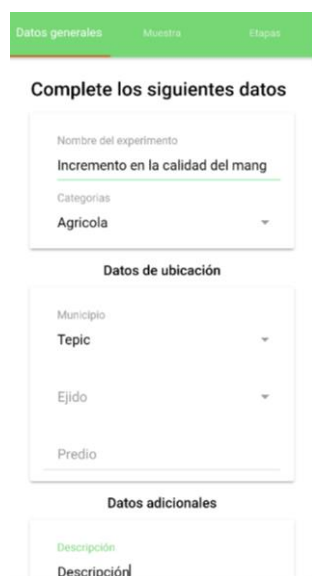 Datos generales
Muestra
Etapas
Complete los siguientes datos
Nombre del experimento
Incremento en la calidad del mang
Categorias
Agricola
Datos de ubicación
Municipio
Tepic
Ejido
Predio
Datos adicionales
Descripción
Descripción